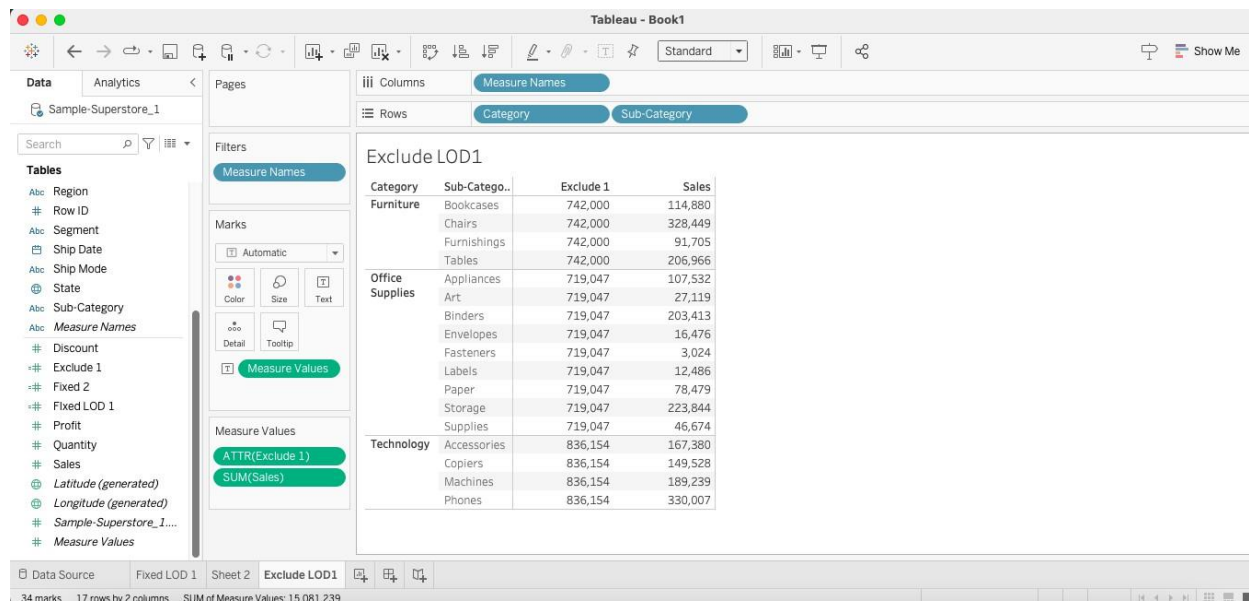 Tableau - Book1
Standard
Show Me
Data Analytics
Sample-Superstore_1
Search
Tables
Abc Region
# Row ID
Abc Segment
Ship Date
Abc Ship Mode
State
Abc Sub-Category
Abc Measure Names
# Discount
=# Exclude 1
=# Fixed 2
=# FIxed LOD 1
# Profit
# Quantity
# Sales
Latitude (generated)
Longitude (generated)
# Sample-Superstore_1....
# Measure Values
Pages
Filters
Measure Names
Marks
Automatic
Color Size Text
Detail Tooltip
Measure Values
Measure Values
ATTR(Exclude 1)
SUM(Sales)
Columns Measure Names
Rows Category Sub-Category
Exclude LOD1
Category Sub-Catego.. Exclude 1 Sales
Furniture Bookcases 742,000 114,880
Chairs 742,000 328,449
Furnishings 742,000 91,705
Tables 742,000 206,966
Office Supplies Appliances 719,047 107,532
Art 719,047 27,119
Binders 719,047 203,413
Envelopes 719,047 16,476
Fasteners 719,047 3,024
Labels 719,047 12,486
Paper 719,047 78,479
Storage 719,047 223,844
Supplies 719,047 46,674
Technology Accessories 836,154 167,380
Copiers 836,154 149,528
Machines 836,154 189,239
Phones 836,154 330,007
Data Source Fixed LOD 1 Sheet 2 Exclude LOD1
34 marks 17 rows by 2 columns SUM of Measure Values: 15,081,239